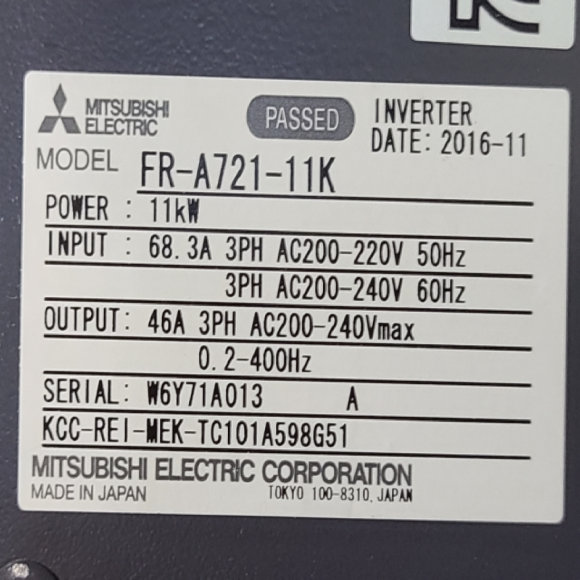 MITSUBISHI ELECTRIC
PASSED
INVERTER
DATE: 2016-11
MODEL FR-A721-11K
POWER : 11kW
INPUT : 68.3A 3PH AC200-220V 50Hz
3PH AC200-240V 60Hz
OUTPUT: 46A 3PH AC200-240Vmax
0.2-400Hz
SERIAL: W6Y71A013 A
KCC-REI-MEK-TC101A598G51
MITSUBISHI ELECTRIC CORPORATION
MADE IN JAPAN TOKYO 100-8310, JAPAN